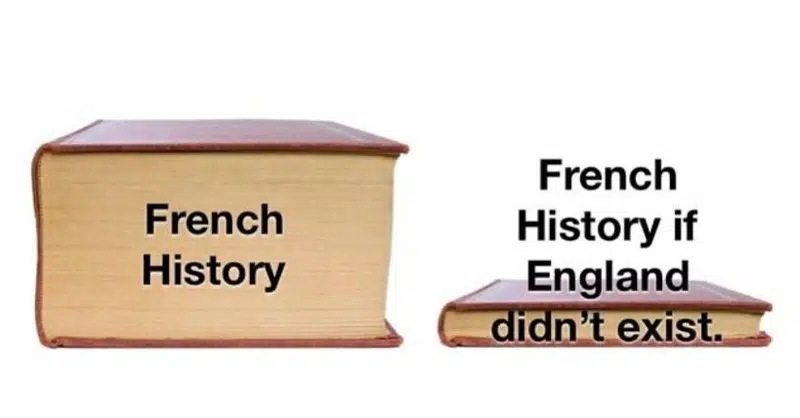 French
History
French
History if
England
didn't exist.